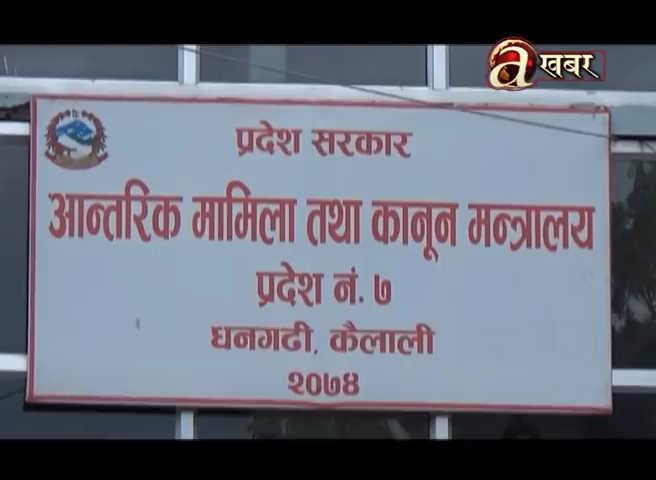 a खबर
प्रदेश सरकार
आन्तरिक मामिला तथा कानून मन्त्रालय
प्रदेश नं. ७
धनगढी, कैलाली
२०७४